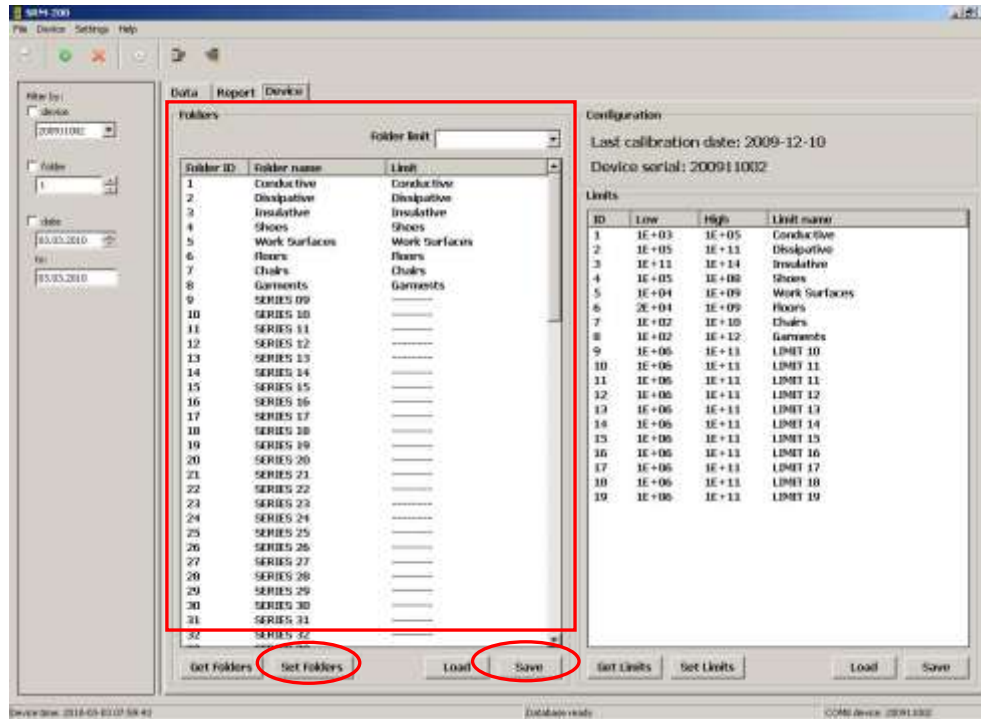 SRM-200
File Device Settings Help
Filter by:
device
200911002
folder
1
date
03.03.2010
to:
03.03.2010
Data Report Device
Folders
Folder limit
Folder ID Folder name Limit
1 Conductive Conductive
2 Dissipative Dissipative
3 Insulative Insulative
4 Shoes Shoes
5 Work Surfaces Work Surfaces
6 Floors Floors
7 Chairs Chairs
8 Garments Garments
9 SERIES 09 --------
10 SERIES 10 --------
11 SERIES 11 --------
12 SERIES 12 --------
13 SERIES 13 --------
14 SERIES 14 --------
15 SERIES 15 --------
16 SERIES 16 --------
17 SERIES 17 --------
18 SERIES 18 --------
19 SERIES 19 --------
20 SERIES 20 --------
21 SERIES 21 --------
22 SERIES 22 --------
23 SERIES 23 --------
24 SERIES 24 --------
25 SERIES 25 --------
26 SERIES 26 --------
27 SERIES 27 --------
28 SERIES 28 --------
29 SERIES 29 --------
30 SERIES 30 --------
31 SERIES 31 --------
32 SERIES 32 --------
Get Folders Set Folders Load Save
Configuration
Last calibration date: 2009-12-10
Device serial: 200911002
Limits
ID Low High Limit name
1 1E+03 1E+05 Conductive
2 1E+05 1E+11 Dissipative
3 1E+11 1E+14 Insulative
4 1E+05 1E+08 Shoes
5 1E+04 1E+09 Work Surfaces
6 2E+04 1E+09 Floors
7 1E+02 1E+10 Chairs
8 1E+02 1E+12 Garments
9 1E+06 1E+11 LIMIT 10
10 1E+06 1E+11 LIMIT 11
11 1E+06 1E+11 LIMIT 11
12 1E+06 1E+11 LIMIT 12
13 1E+06 1E+11 LIMIT 13
14 1E+06 1E+11 LIMIT 14
15 1E+06 1E+11 LIMIT 15
16 1E+06 1E+11 LIMIT 16
17 1E+06 1E+11 LIMIT 17
18 1E+06 1E+11 LIMIT 18
19 1E+06 1E+11 LIMIT 19
Get Limits Set Limits Load Save
Device time: 2010-03-03 07:59:42
Database ready
device: 200911002